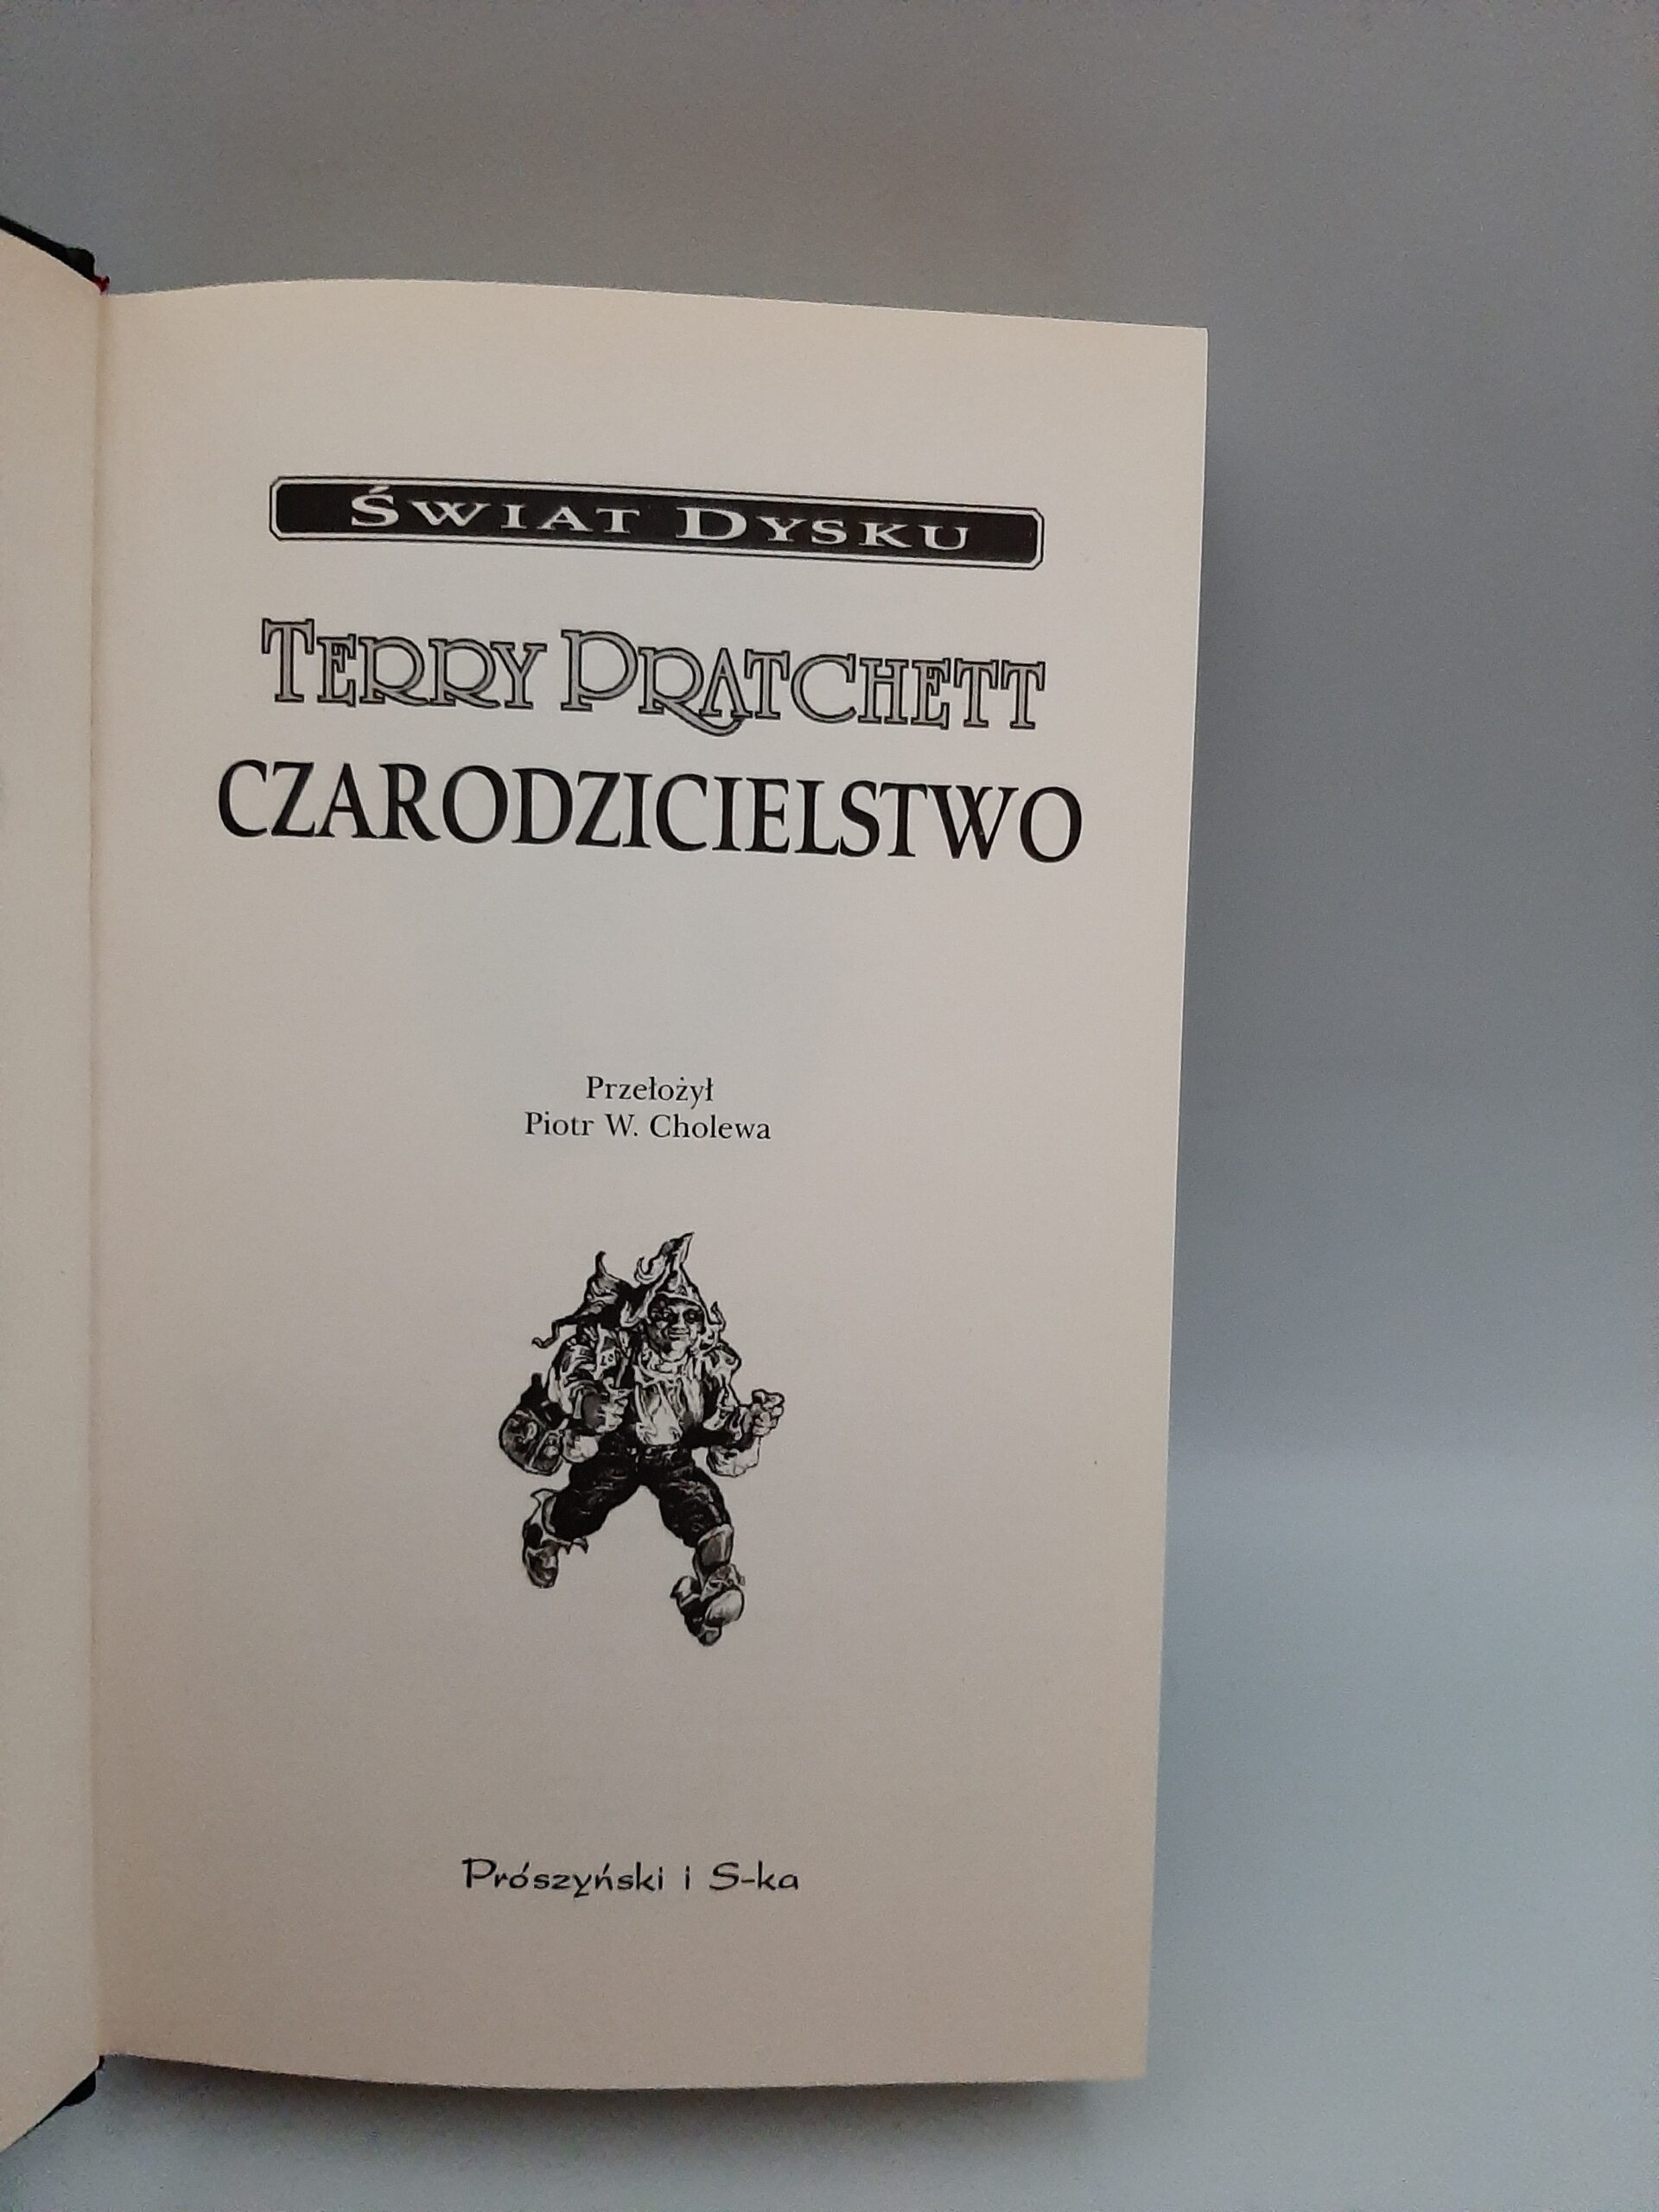 ŚWIAT DYSKU
TERRY PRATCHETT
CZARODZICIELSTWO
Przełożył
Piotr W. Cholewa
Prószyński i S-ka